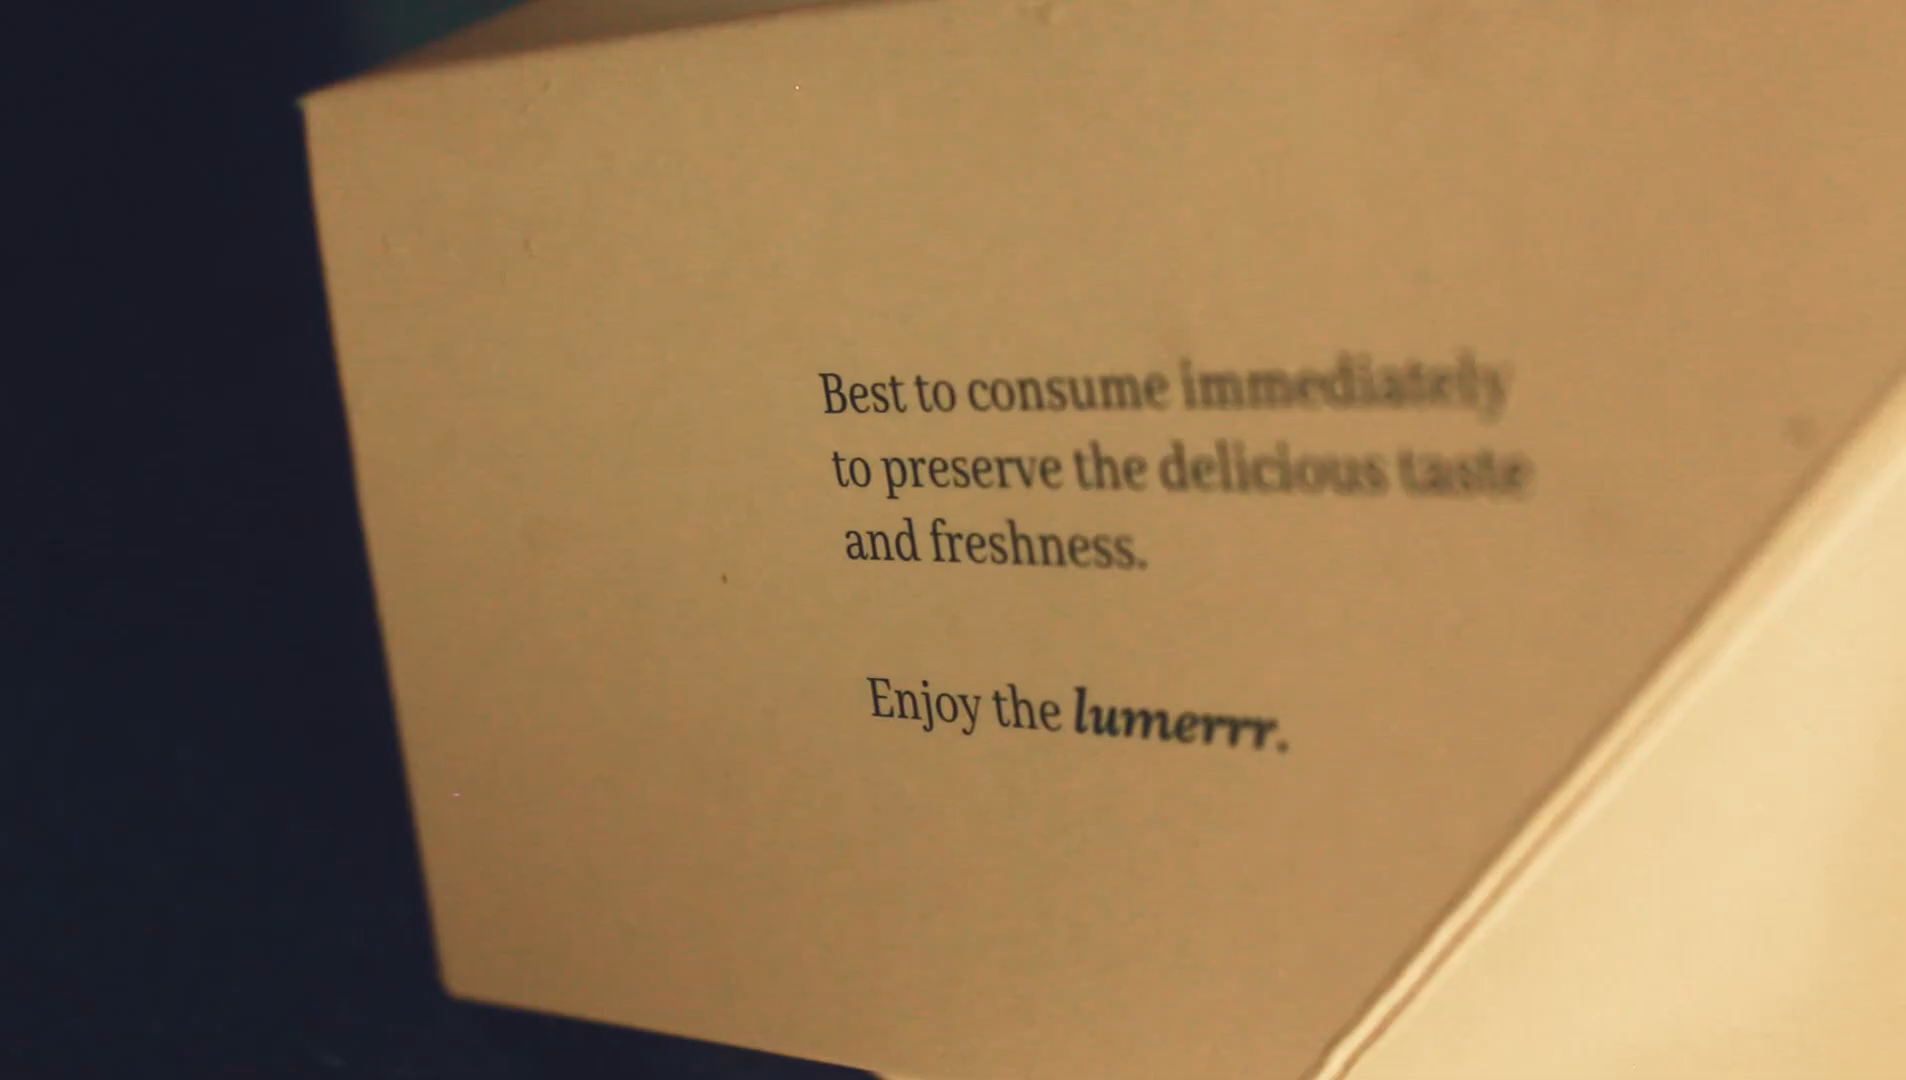 Best to consume immediately
to preserve the delicious taste
and freshness.
Enjoy the lumerrr.